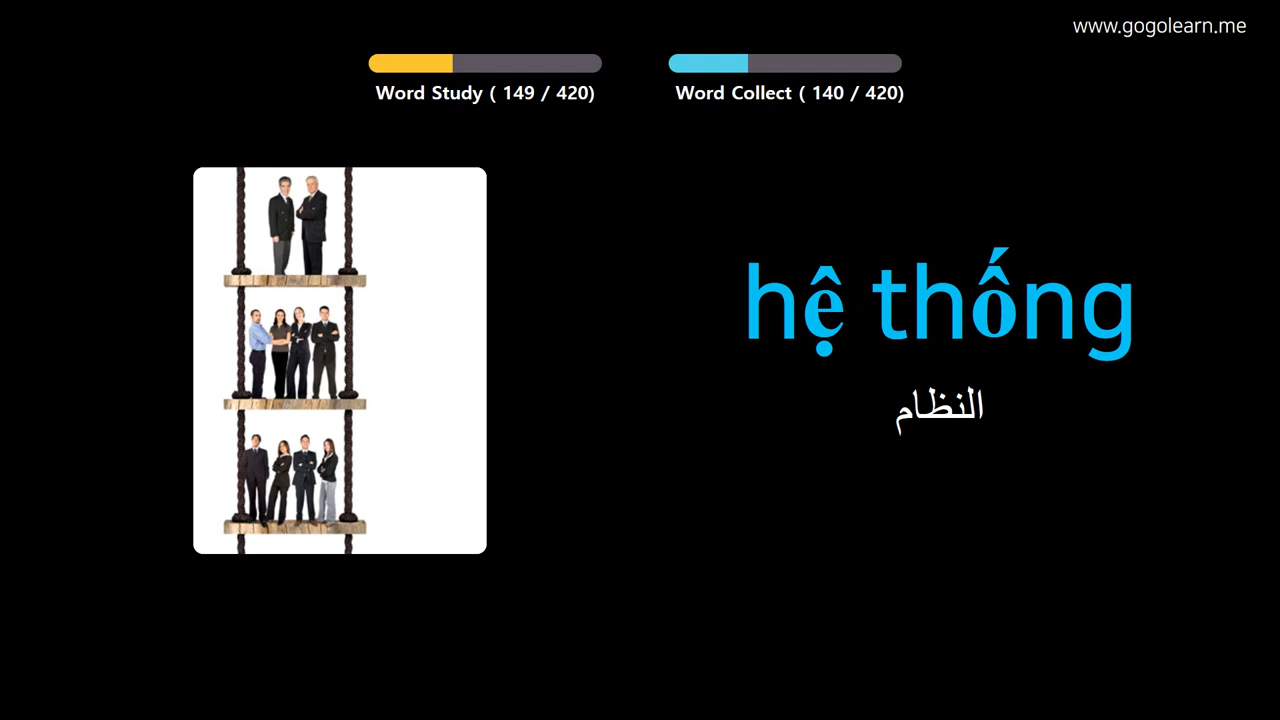 www.gogolearn.me
Word Study ( 149 / 420)
Word Collect ( 140 / 420)
hệ thống
النظام